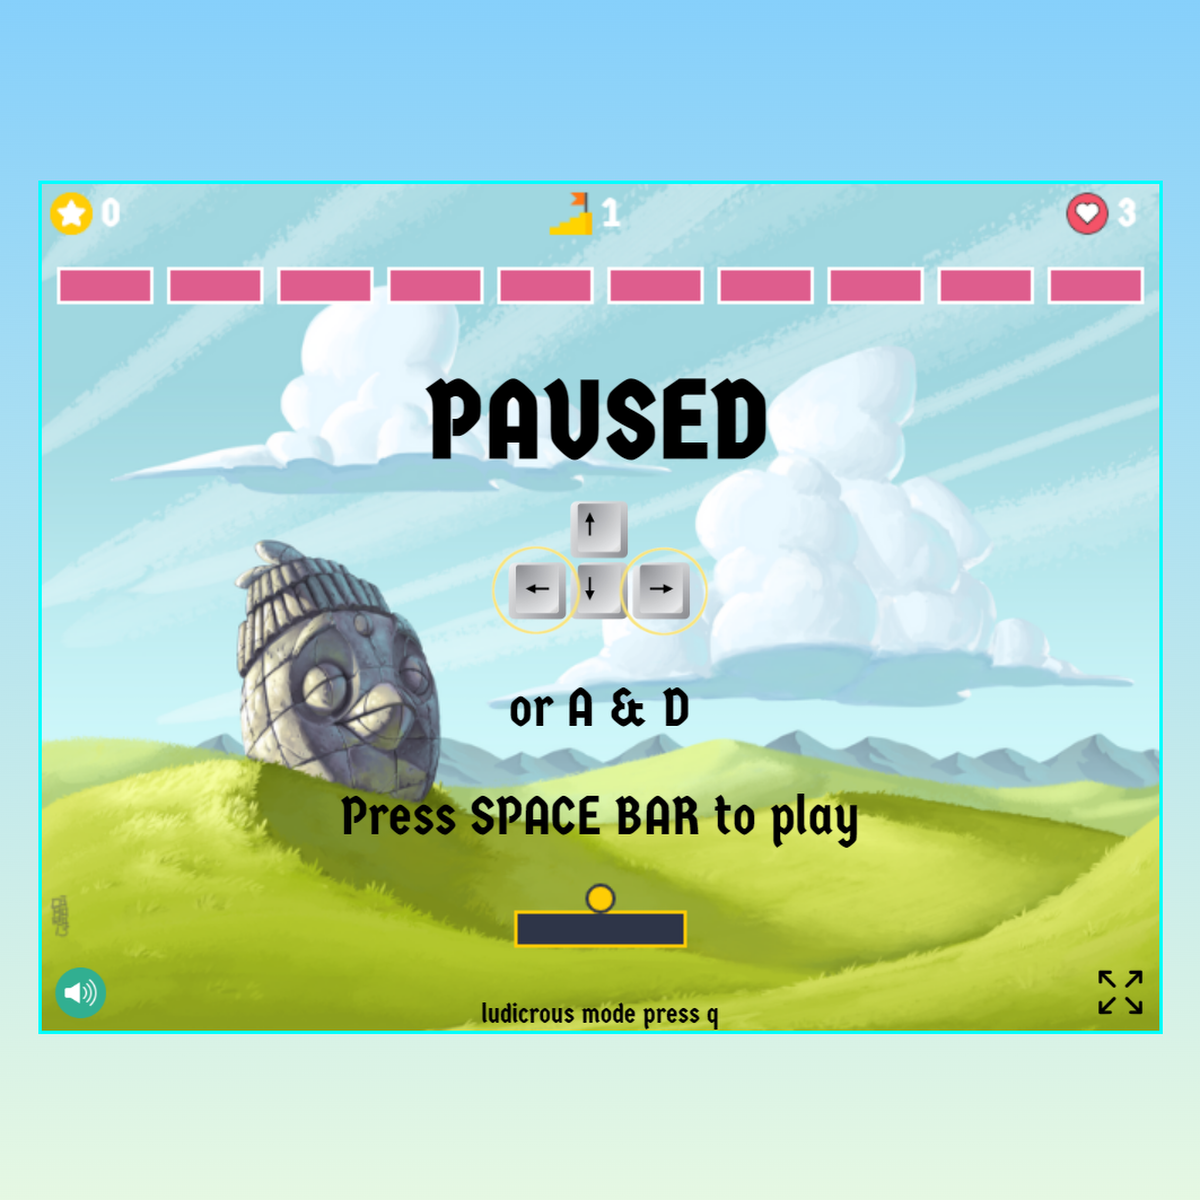 0
1
3
PAUSED
↑
← ↓ →
or A & D
Press SPACE BAR to play
ludicrous mode press q